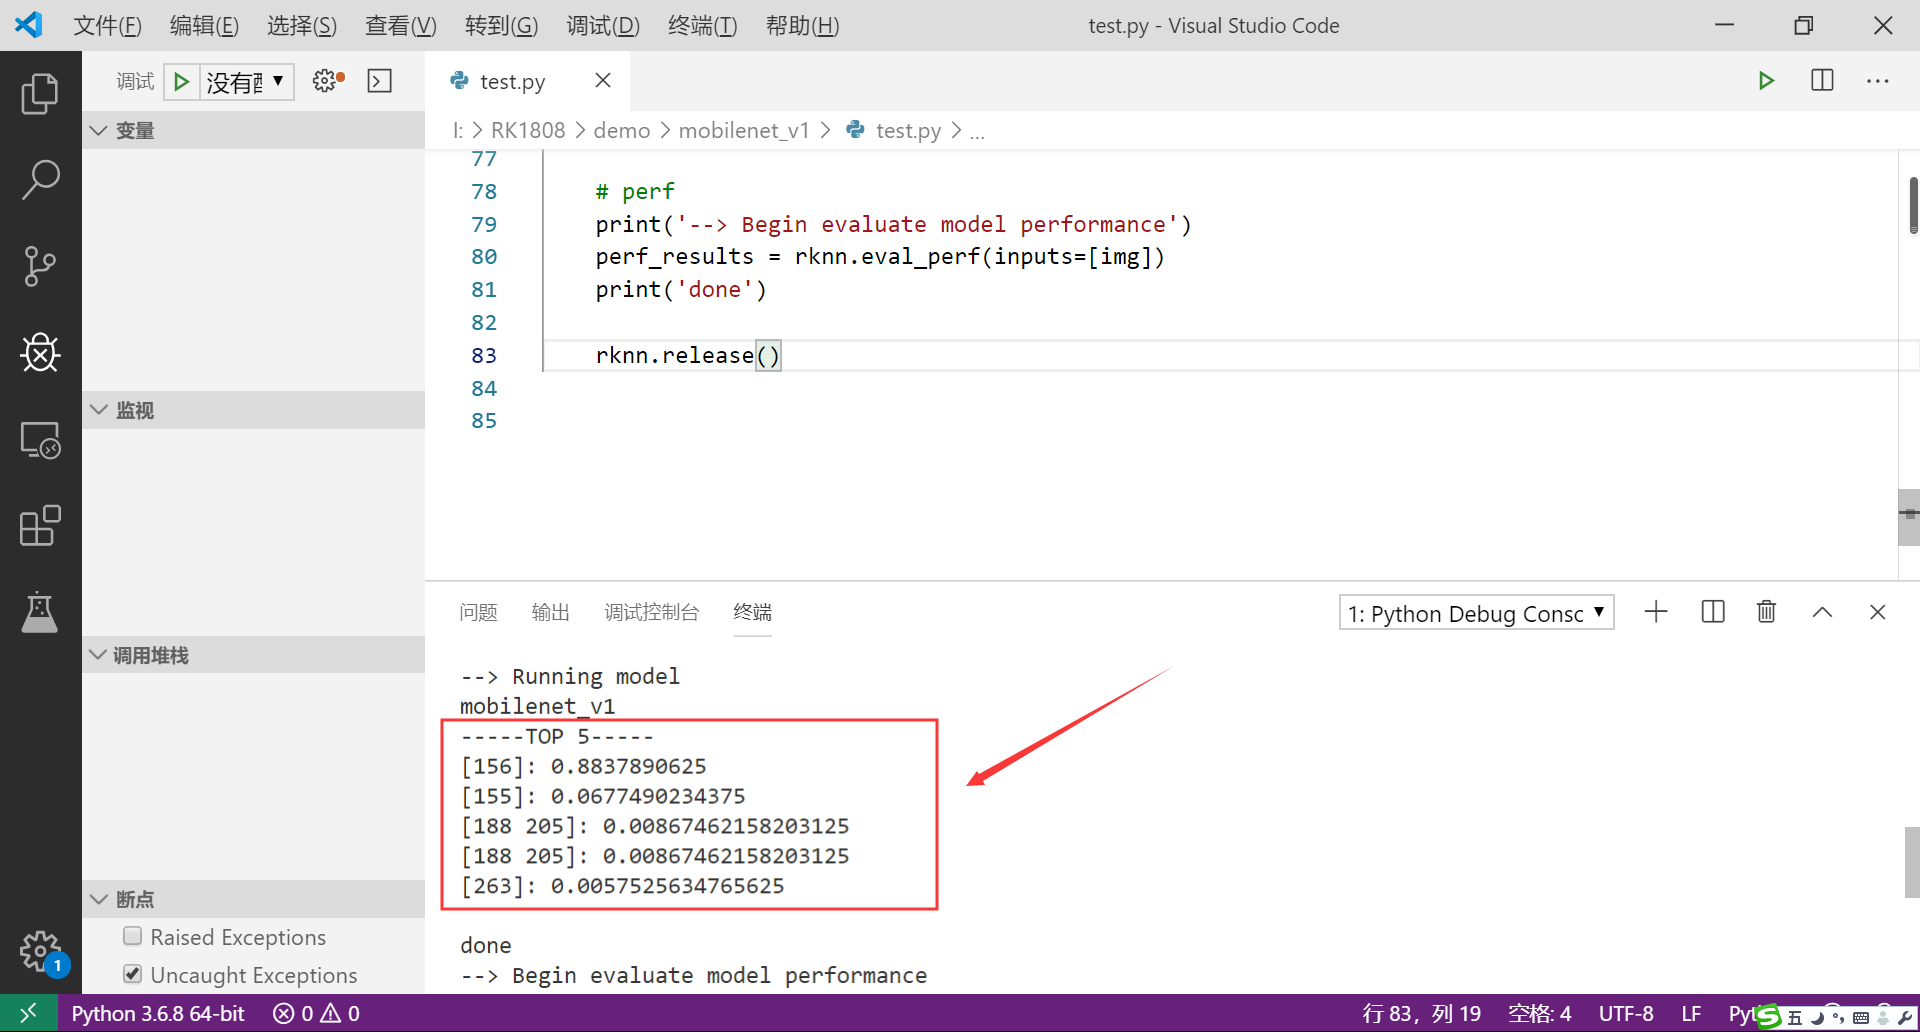 文件(F) 编辑(E) 选择(S) 查看(V) 转到(G) 调试(D) 终端(T) 帮助(H) test.py - Visual Studio Code
调试 没有 test.py
I: > RK1808 > demo > mobilenet_v1 > test.py > ...
变量
77
78 # perf
79 print('--> Begin evaluate model performance')
80 perf_results = rknn.eval_perf(inputs=[img])
81 print('done')
82
83 rknn.release()
84
85
监视
调用堆栈
断点
Raised Exceptions
Uncaught Exceptions
问题 输出 调试控制台 终端 1: Python Debug Consc
--> Running model
mobilenet_v1
-----TOP 5-----
[156]: 0.8837890625
[155]: 0.0677490234375
[188 205]: 0.00867462158203125
[188 205]: 0.00867462158203125
[263]: 0.0057525634765625
done
--> Begin evaluate model performance
1
Python 3.6.8 64-bit 0 0 行 83，列 19 空格: 4 UTF-8 LF Pyt 五